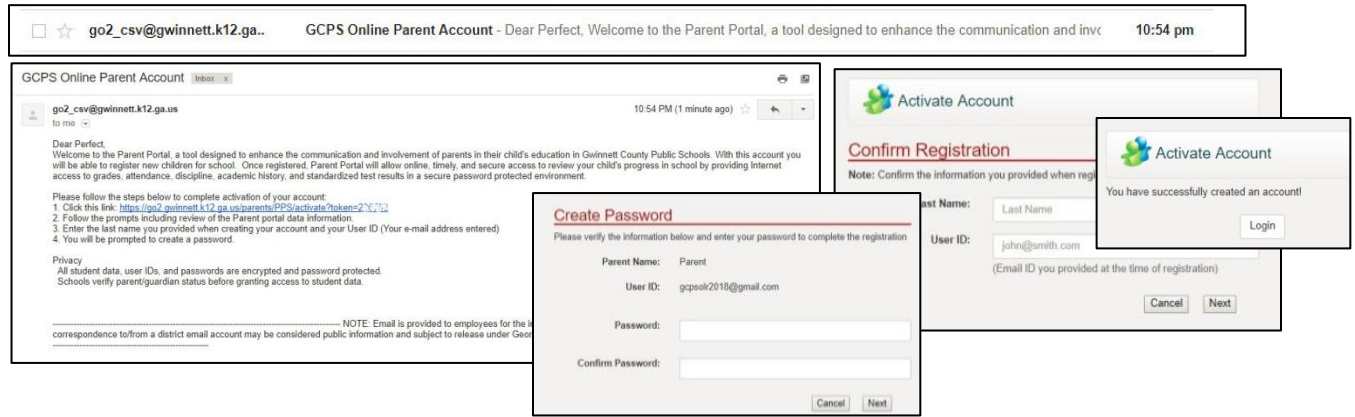 go2_csv@gwinnett.k12.ga.. GCPS Online Parent Account - Dear Perfect, Welcome to the Parent Portal, a tool designed to enhance the communication and invc 10:54 pm
GCPS Online Parent Account Inbox x
go2_csv@gwinnett.k12.ga.us 10:54 PM (1 minute ago)
to me
Dear Perfect,
Welcome to the Parent Portal, a tool designed to enhance the communication and involvement of parents in their child's education in Gwinnett County Public Schools. With this account you
will be able to register new children for school. Once registered, Parent Portal will allow online, timely, and secure access to review your child's progress in school by providing Internet
access to grades, attendance, discipline, academic history, and standardized test results in a secure password protected environment.
Please follow the steps below to complete activation of your account:
1. Click this link: https://go2.gwinnett.k12.ga.us/parents/PPS/activate?token=2
2. Follow the prompts including review of the Parent portal data information.
3. Enter the last name you provided when creating your account and your User ID (Your e-mail address entered)
4. You will be prompted to create a password.
Privacy
All student data, user IDs, and passwords are encrypted and password protected.
Schools verify parent/guardian status before granting access to student data.
NOTE: Email is provided to employees for the
correspondence to/from a district email account may be considered public information and subject to release under Geor
Create Password
Please verify the information below and enter your password to complete the registration
Parent Name: Parent
User ID: gcpsolr2018@gmail.com
Password:
Confirm Password:
Cancel Next
Activate Account
Confirm Registration
Note: Confirm the information you provided when regi
ast Name: Last Name
User ID: john@smith.com
(Email ID you provided at the time of registration)
Cancel Next
Activate Account
You have successfully created an account!
Login